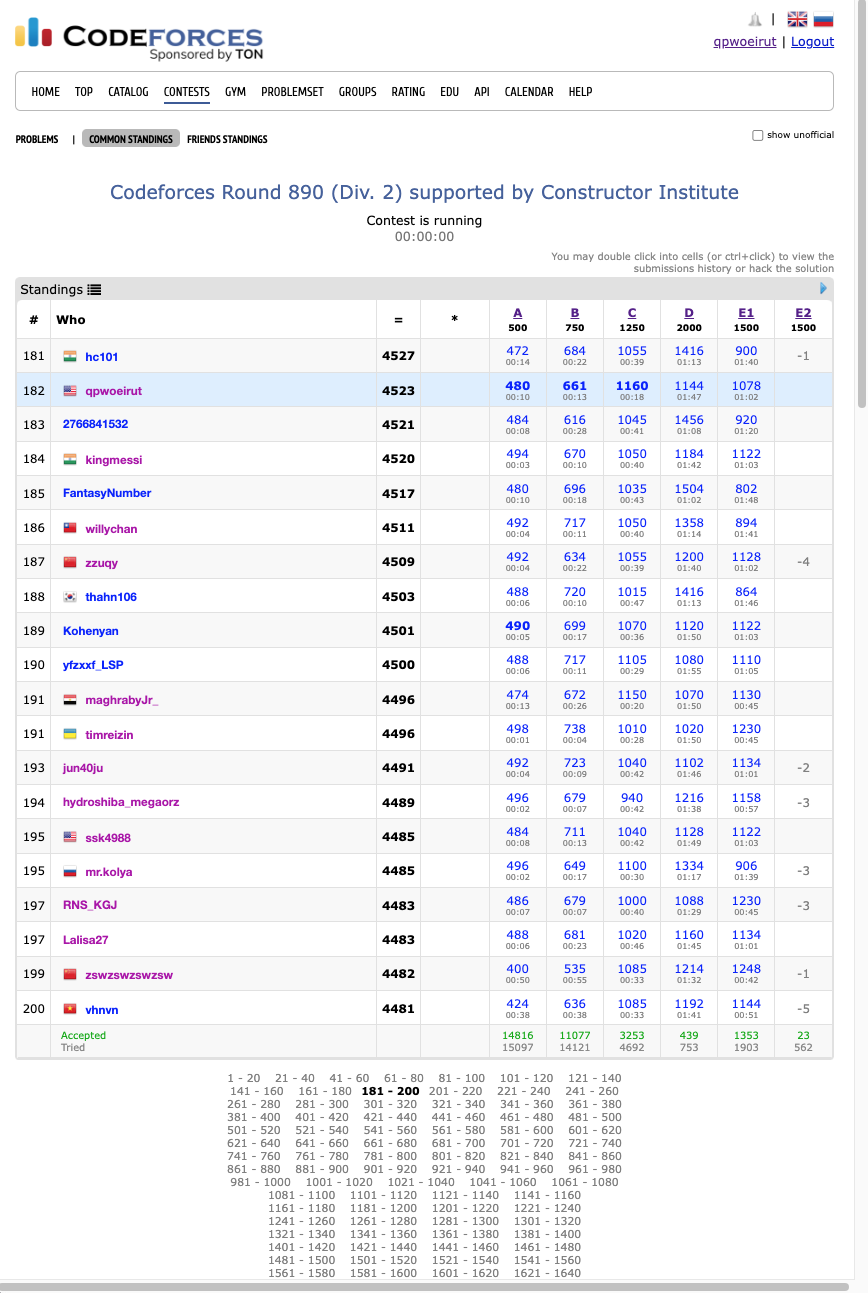 CODEFORCES
Sponsored by TON
|
qpwoeirut | Logout
HOME TOP CATALOG CONTESTS GYM PROBLEMSET GROUPS RATING EDU API CALENDAR HELP
PROBLEMS | COMMON STANDINGS FRIENDS STANDINGS show unofficial
Codeforces Round 890 (Div. 2) supported by Constructor Institute
Contest is running
00:00:00
You may double click into cells (or ctrl+click) to view the
submissions history or hack the solution
Standings
# Who = * A B C D E1 E2
500 750 1250 2000 1500 1500
181 hc101 4527 472 684 1055 1416 900 -1
00:14 00:22 00:39 01:13 01:40
182 qpwoeirut 4523 480 661 1160 1144 1078
00:10 00:13 00:18 01:47 01:02
183 2766841532 4521 484 616 1045 1456 920
00:08 00:28 00:41 01:08 01:20
184 kingmessi 4520 494 670 1050 1184 1122
00:03 00:10 00:40 01:42 01:03
185 FantasyNumber 4517 480 696 1035 1504 802
00:10 00:18 00:43 01:02 01:48
186 willychan 4511 492 717 1050 1358 894
00:04 00:11 00:40 01:14 01:41
187 zzuqy 4509 492 634 1055 1200 1128 -4
00:04 00:22 00:39 01:40 01:02
188 thahn106 4503 488 720 1015 1416 864
00:06 00:10 00:47 01:13 01:46
189 Kohenyan 4501 490 699 1070 1120 1122
00:05 00:17 00:36 01:50 01:03
190 yfzxxf_LSP 4500 488 717 1105 1080 1110
00:06 00:11 00:29 01:55 01:05
191 maghrabyJr_ 4496 474 672 1150 1070 1130
00:13 00:26 00:20 01:50 00:45
191 timreizin 4496 498 738 1010 1020 1230
00:01 00:04 00:28 01:50 00:45
193 jun40ju 4491 492 723 1040 1102 1134 -2
00:04 00:09 00:42 01:46 01:01
194 hydroshiba_megaorz 4489 496 679 940 1216 1158 -3
00:02 00:07 00:42 01:38 00:57
195 ssk4988 4485 484 711 1040 1128 1122
00:08 00:13 00:42 01:49 01:03
195 mr.kolya 4485 496 649 1100 1334 906 -3
00:02 00:17 00:30 01:17 01:39
197 RNS_KGJ 4483 486 679 1000 1088 1230 -3
00:07 00:07 00:40 01:29 00:45
197 Lalisa27 4483 488 681 1020 1160 1134
00:06 00:23 00:46 01:45 01:01
199 zswzswzswzsw 4482 400 535 1085 1214 1248 -1
00:50 00:55 00:33 01:32 00:42
200 vhnvn 4481 424 636 1085 1192 1144 -5
00:38 00:38 00:33 01:41 00:51
Accepted 14816 11077 3253 439 1353 23
Tried 15097 14121 4692 753 1903 562
1 - 20 21 - 40 41 - 60 61 - 80 81 - 100 101 - 120 121 - 140
141 - 160 161 - 180 181 - 200 201 - 220 221 - 240 241 - 260
261 - 280 281 - 300 301 - 320 321 - 340 341 - 360 361 - 380
381 - 400 401 - 420 421 - 440 441 - 460 461 - 480 481 - 500
501 - 520 521 - 540 541 - 560 561 - 580 581 - 600 601 - 620
621 - 640 641 - 660 661 - 680 681 - 700 701 - 720 721 - 740
741 - 760 761 - 780 781 - 800 801 - 820 821 - 840 841 - 860
861 - 880 881 - 900 901 - 920 921 - 940 941 - 960 961 - 980
981 - 1000 1001 - 1020 1021 - 1040 1041 - 1060 1061 - 1080
1081 - 1100 1101 - 1120 1121 - 1140 1141 - 1160
1161 - 1180 1181 - 1200 1201 - 1220 1221 - 1240
1241 - 1260 1261 - 1280 1281 - 1300 1301 - 1320
1321 - 1340 1341 - 1360 1361 - 1380 1381 - 1400
1401 - 1420 1421 - 1440 1441 - 1460 1461 - 1480
1481 - 1500 1501 - 1520 1521 - 1540 1541 - 1560
1561 - 1580 1581 - 1600 1601 - 1620 1621 - 1640